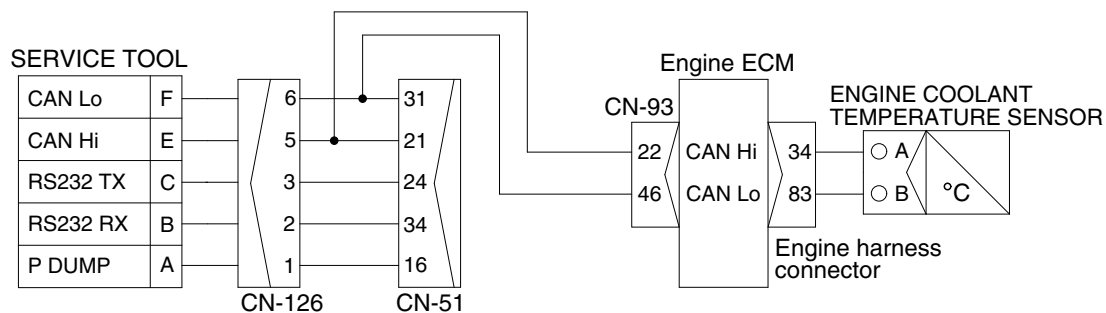 SERVICE TOOL
CAN Lo F 6 31
CAN Hi E 5 21
RS232 TX C 3 24
RS232 RX B 2 34
P DUMP A 1 16
CN-126
CN-51
Engine ECM
CN-93
22 CAN Hi 34
46 CAN Lo 83
Engine harness
connector
ENGINE COOLANT
TEMPERATURE SENSOR
A
B
°C